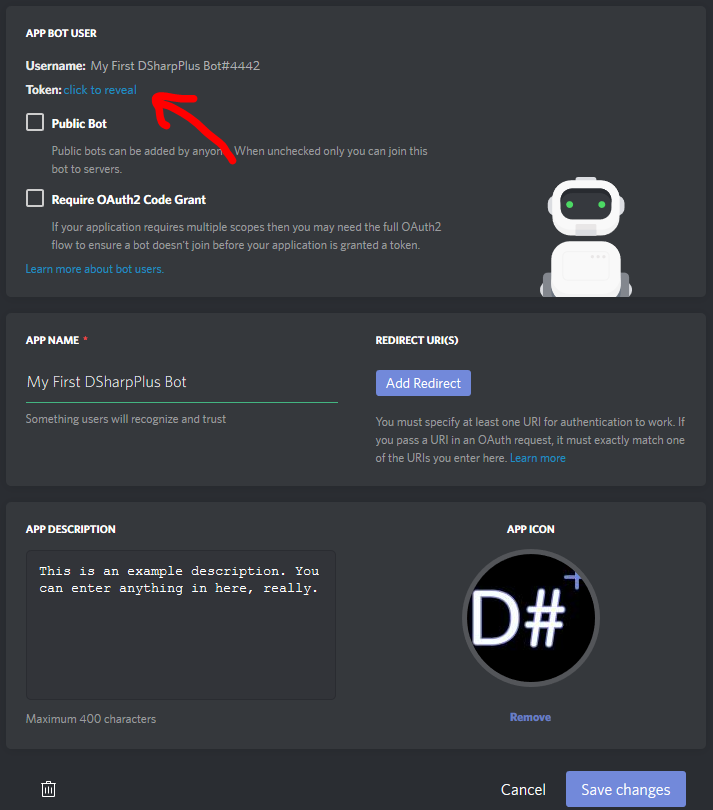 APP BOT USER
Username: My First DSharpPlus Bot#4442
Token: click to reveal
Public Bot
Public bots can be added by anyone. When unchecked only you can join this
bot to servers.
Require OAuth2 Code Grant
If your application requires multiple scopes then you may need the full OAuth2
flow to ensure a bot doesn't join before your application is granted a token.
Learn more about bot users.
APP NAME *
My First DSharpPlus Bot
Something users will recognize and trust
REDIRECT URI(S)
Add Redirect
You must specify at least one URI for authentication to work. If
you pass a URI in an OAuth request, it must exactly match one
of the URIs you enter here. Learn more
APP DESCRIPTION
This is an example description. You
can enter anything in here, really.
Maximum 400 characters
APP ICON
D#+
Remove
Cancel
Save changes